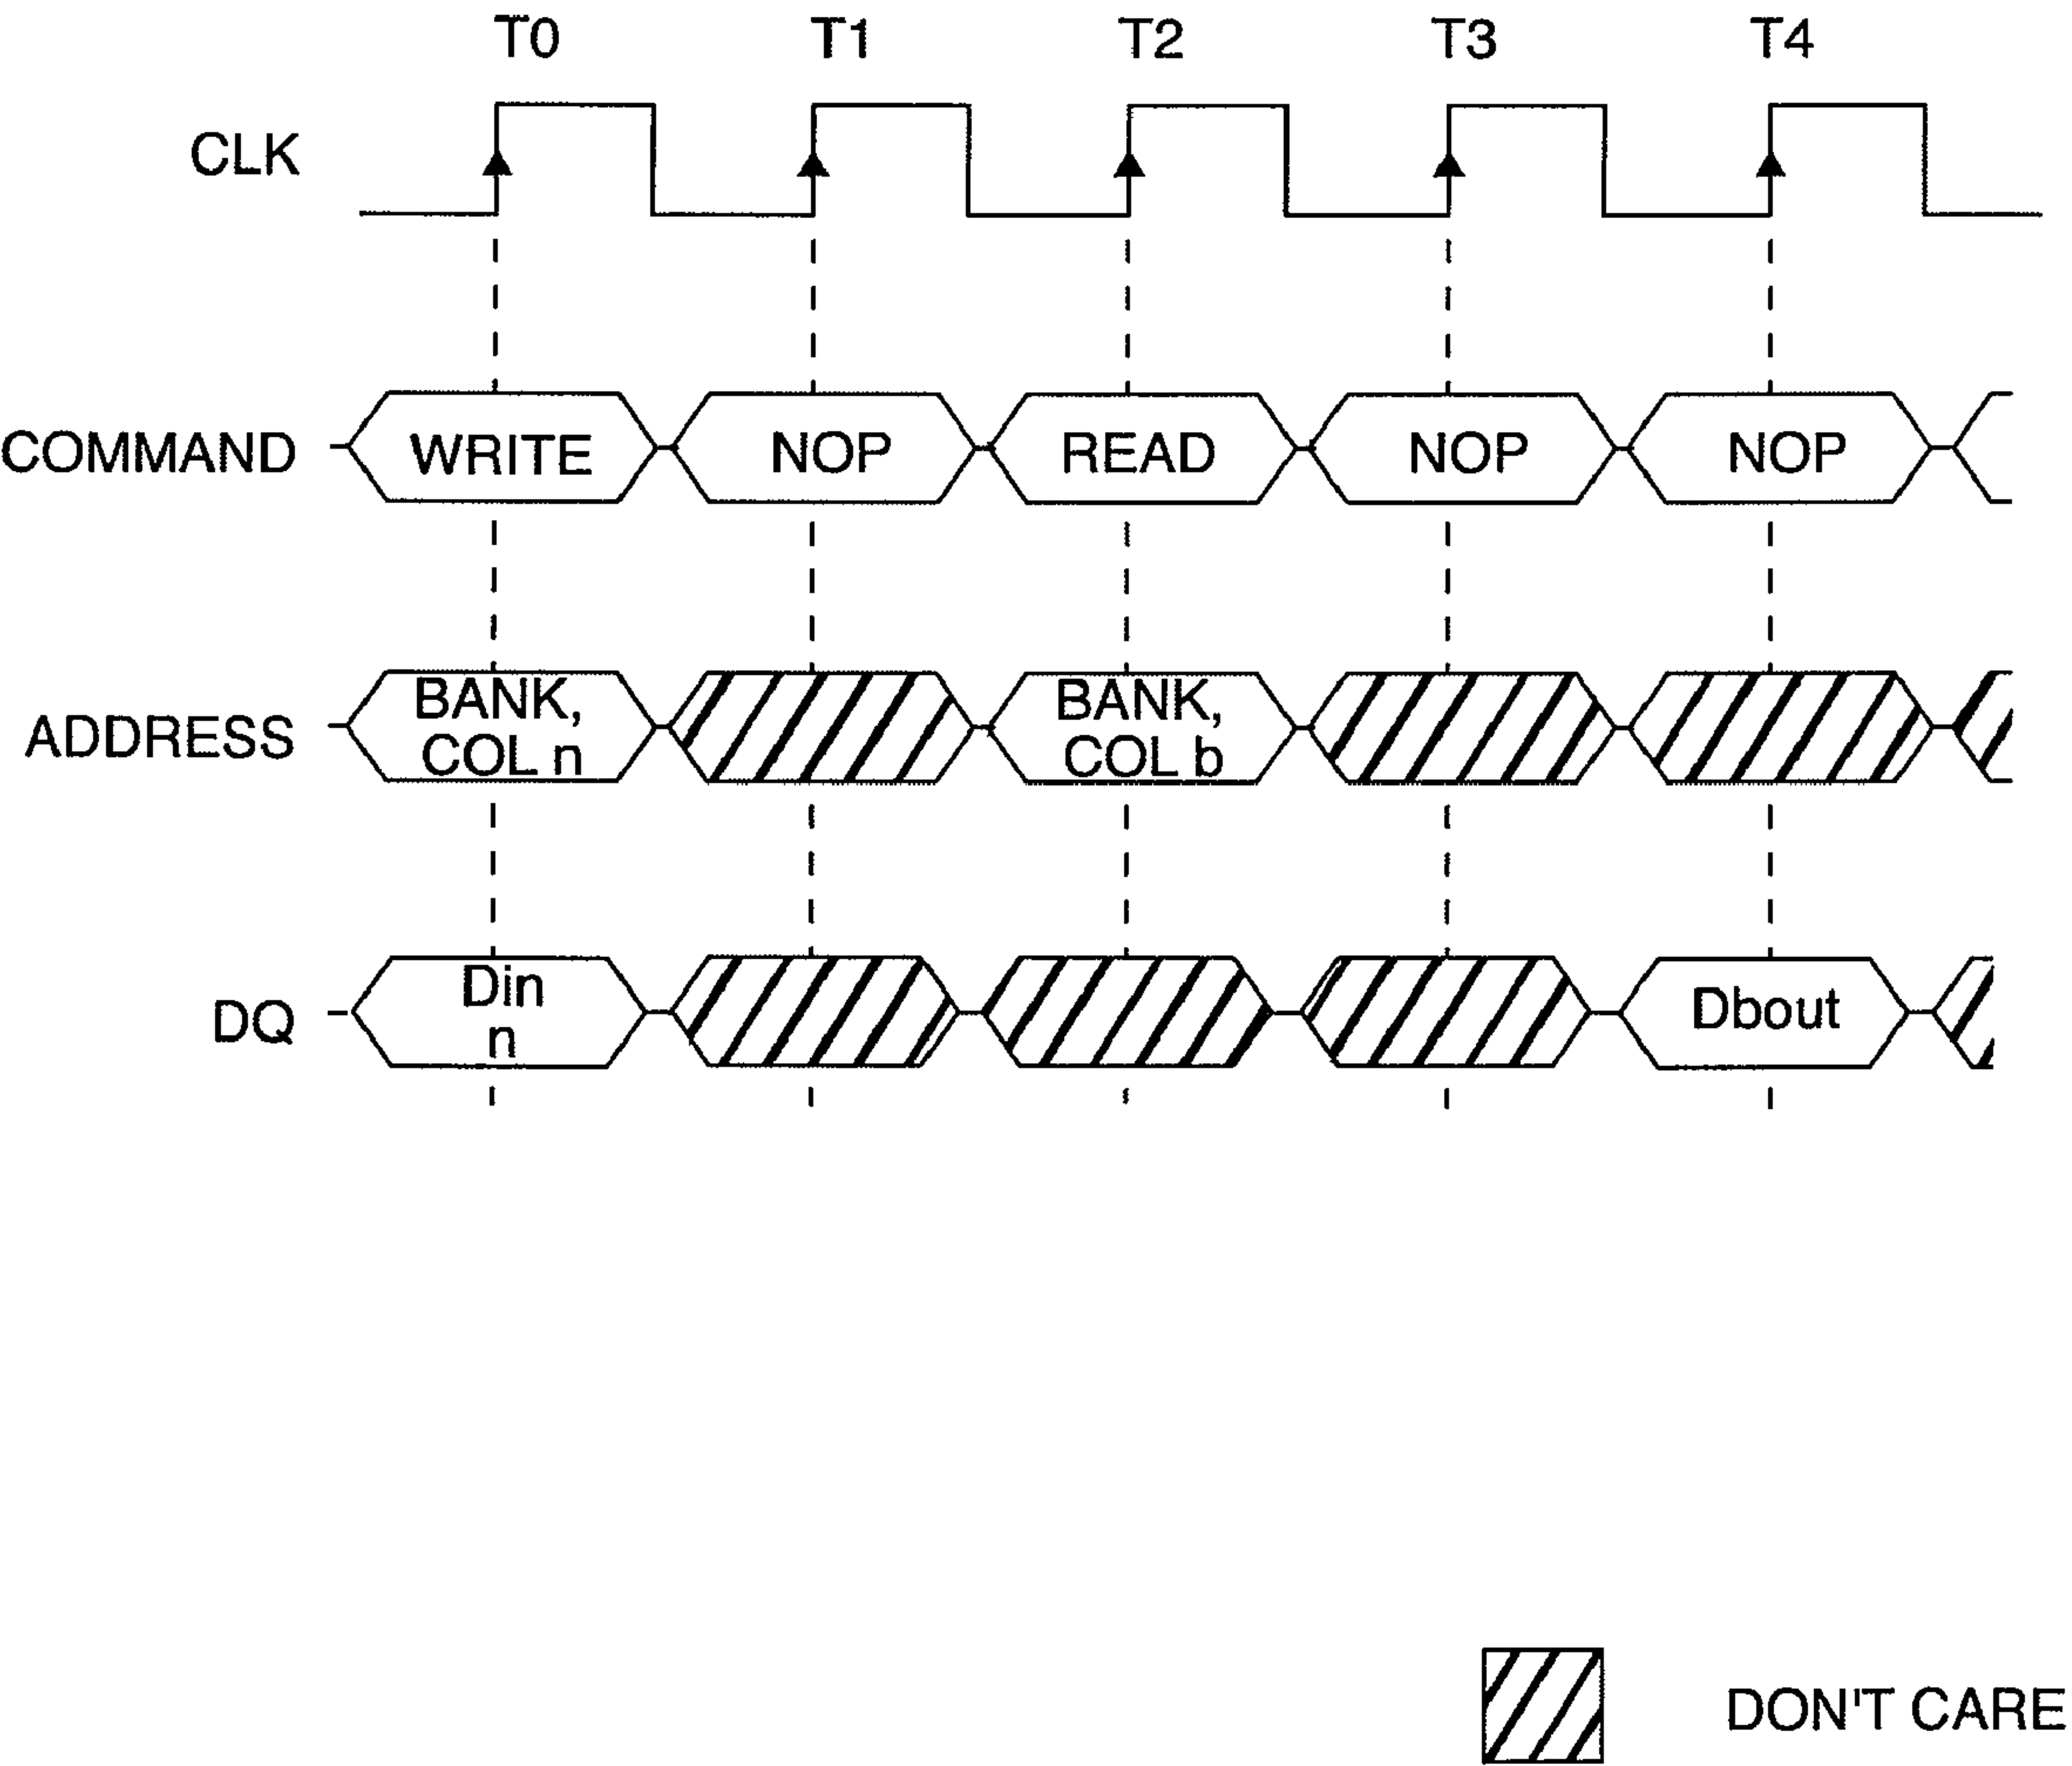 T0 T1 T2 T3 T4
CLK
COMMAND WRITE NOP READ NOP NOP
ADDRESS BANK, COL n BANK, COL b
DQ Din n Dbout
DON'T CARE